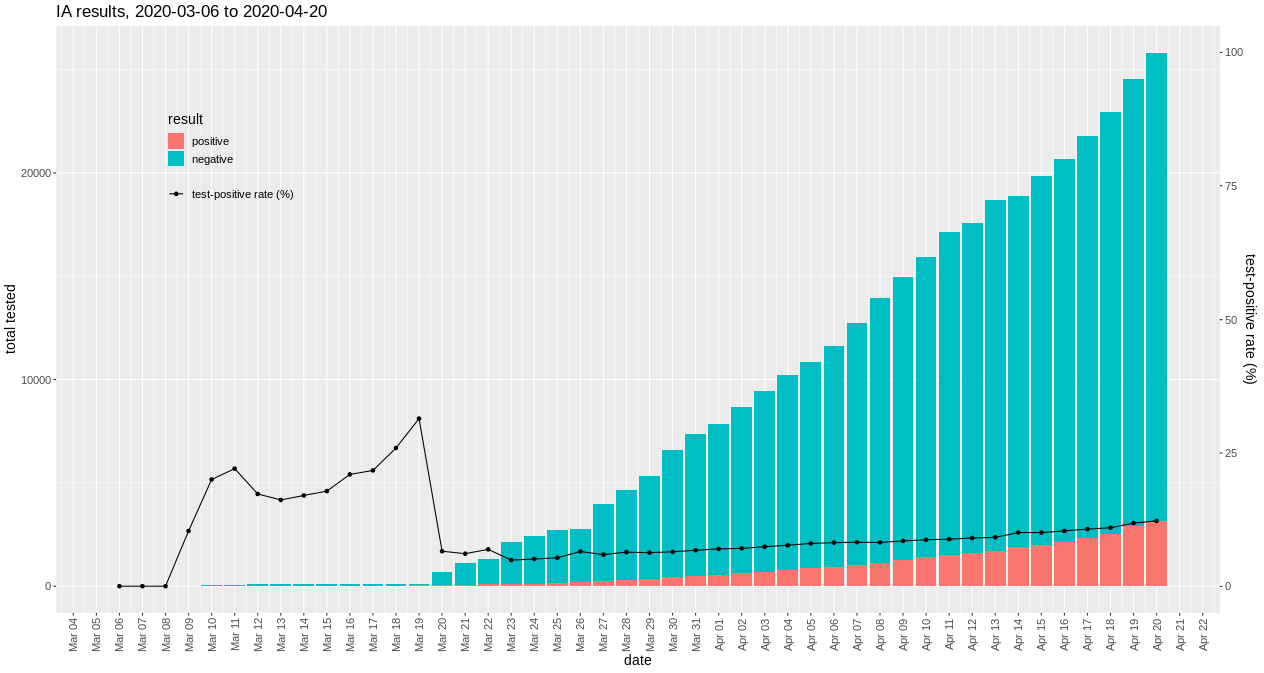 IA results, 2020-03-06 to 2020-04-20
result
positive
negative
test-positive rate (%)
total tested
20000
10000
0
100
75
50
25
0
test-positive rate (%)
Mar 04
Mar 05
Mar 06
Mar 07
Mar 08
Mar 09
Mar 10
Mar 11
Mar 12
Mar 13
Mar 14
Mar 15
Mar 16
Mar 17
Mar 18
Mar 19
Mar 20
Mar 21
Mar 22
Mar 23
Mar 24
Mar 25
Mar 26
Mar 27
Mar 28
Mar 29
Mar 30
Mar 31
Apr 01
Apr 02
Apr 03
Apr 04
Apr 05
Apr 06
Apr 07
Apr 08
Apr 09
Apr 10
Apr 11
Apr 12
Apr 13
Apr 14
Apr 15
Apr 16
Apr 17
Apr 18
Apr 19
Apr 20
Apr 21
Apr 22
date